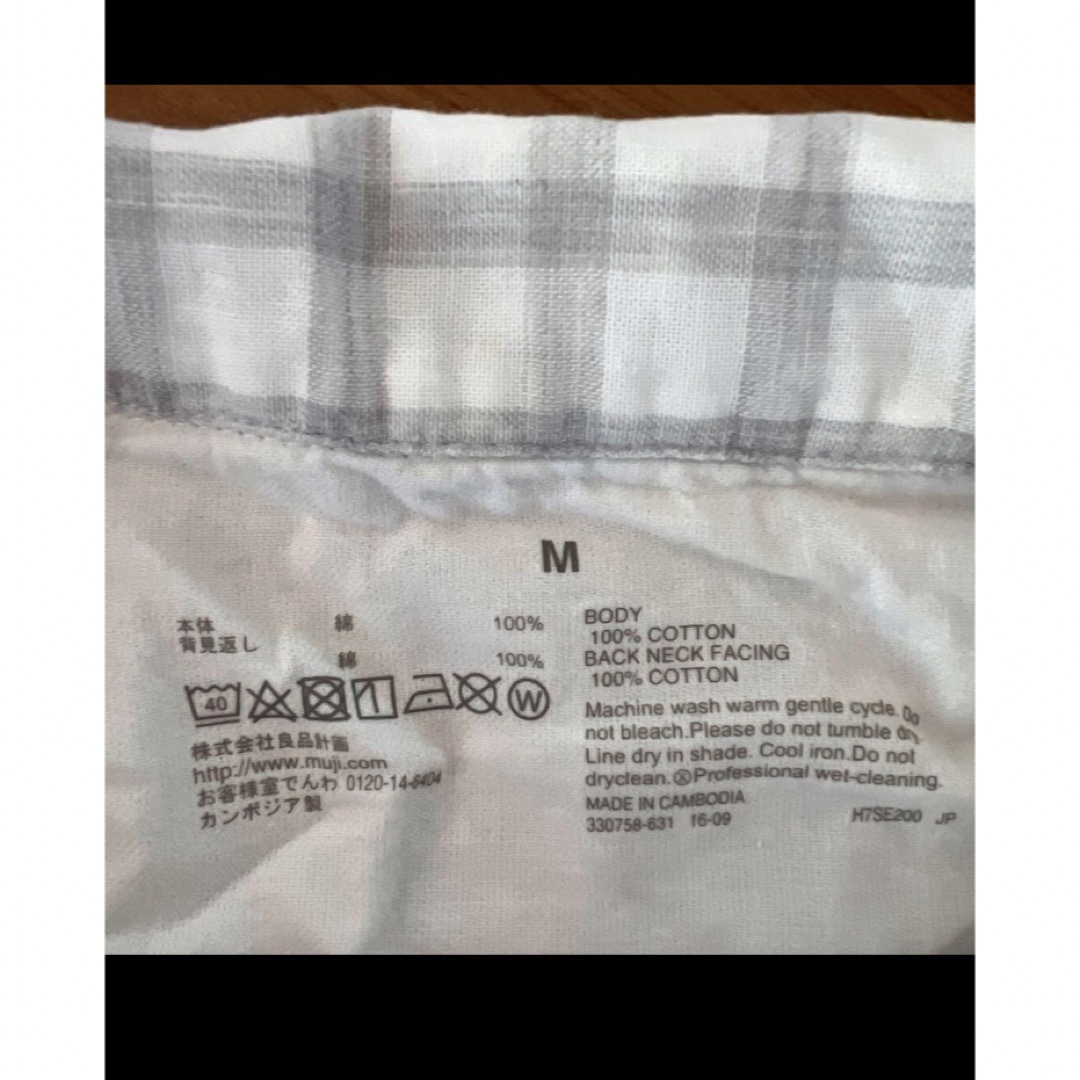 M
本体 綿 100%
背見返し
綿 100%
40 W
株式会社良品計画
http://www.muji.com
お客様室でんわ 0120-14-6404
カンボジア製
BODY
100% COTTON
BACK NECK FACING
100% COTTON
Machine wash warm gentle cycle. Do
not bleach.Please do not tumble dry
Line dry in shade. Cool iron.Do not
dryclean.ⓌProfessional wet-cleaning.
MADE IN CAMBODIA
330758-631 16-09 H7SE200 JP